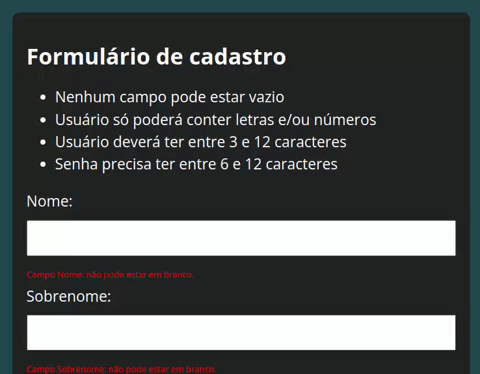 Formulário de cadastro
Nenhum campo pode estar vazio
Usuário só poderá conter letras e/ou números
Usuário deverá ter entre 3 e 12 caracteres
Senha precisa ter entre 6 e 12 caracteres
Nome:
Campo Nome: não pode estar em branco.
Sobrenome:
Campo Sobrenome: não pode estar em branco.